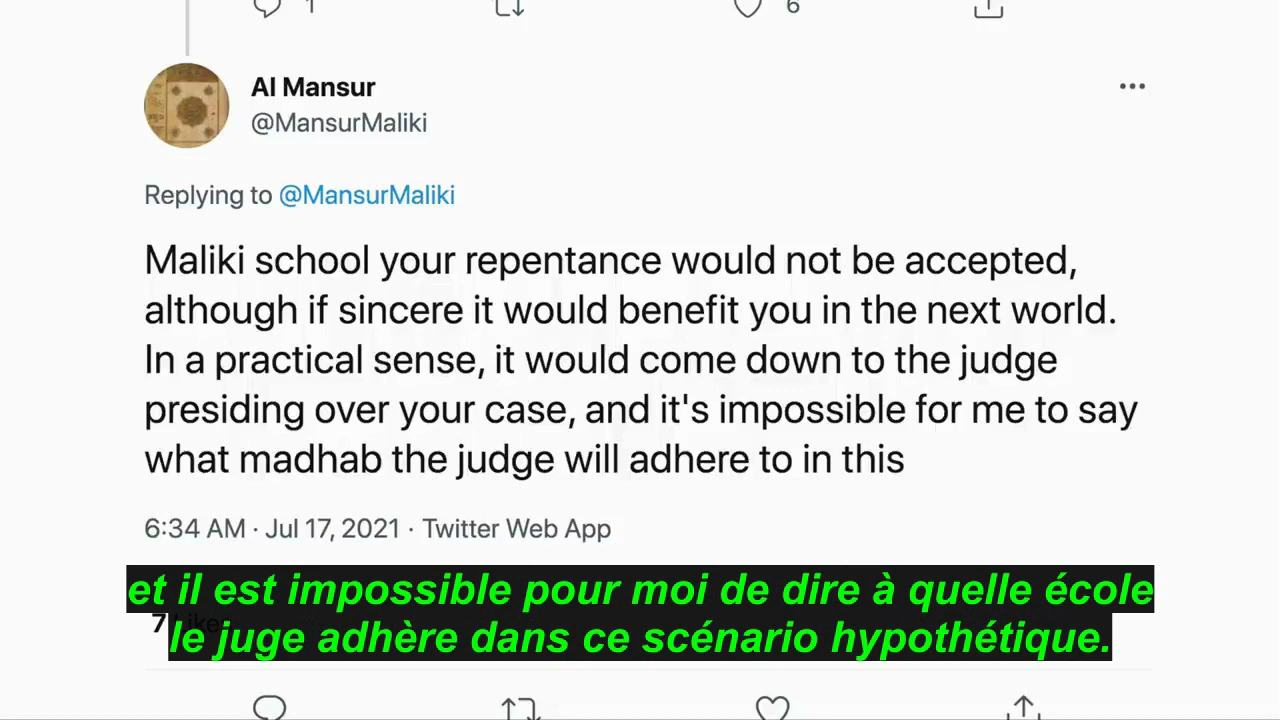 1 6
Al Mansur
@MansurMaliki
Replying to @MansurMaliki
Maliki school your repentance would not be accepted,
although if sincere it would benefit you in the next world.
In a practical sense, it would come down to the judge
presiding over your case, and it's impossible for me to say
what madhab the judge will adhere to in this
6:34 AM · Jul 17, 2021 · Twitter Web App
et il est impossible pour moi de dire à quelle école
7 Likes
le juge adhère dans ce scénario hypothétique.